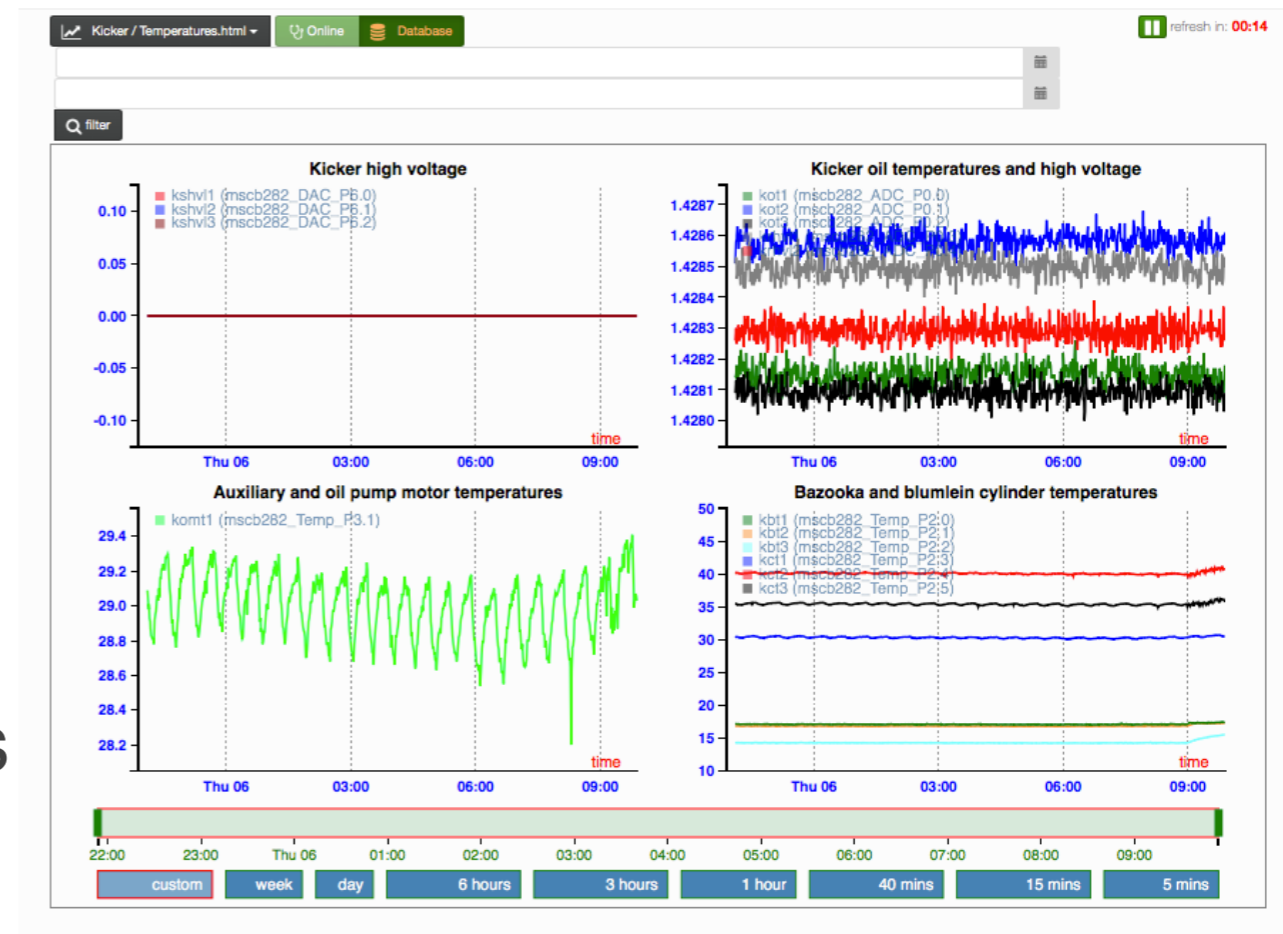 Kicker / Temperatures.html
Online
Database
refresh in: 00:14
filter
Kicker high voltage
kshvl1 (mscb282_DAC_P6.0)
kshvl2 (mscb282_DAC_P6.1)
kshvl3 (mscb282_DAC_P6.2)
0.10
0.05
0.00
-0.05
-0.10
time
Thu 06 03:00 06:00 09:00
Kicker oil temperatures and high voltage
kot1 (mscb282_ADC_P0.0)
kot2 (mscb282_ADC_P0.1)
kot3
1.4287
1.4286
1.4285
1.4284
1.4283
1.4282
1.4281
1.4280
time
Thu 06 03:00 06:00 09:00
Auxiliary and oil pump motor temperatures
komt1 (mscb282_Temp_P3.1)
29.4
29.2
29.0
28.8
28.6
28.4
28.2
time
Thu 06 03:00 06:00 09:00
Bazooka and blumlein cylinder temperatures
kbt1 (mscb282_Temp_P2.0)
kbt2 (mscb282_Temp_P2.1)
kbt3 (mscb282_Temp_P2.2)
kct1 (mscb282_Temp_P2.3)
kct2 (mscb282_Temp_P2.4)
kct3 (mscb282_Temp_P2.5)
50
45
40
35
30
25
20
15
10
time
Thu 06 03:00 06:00 09:00
s
22:00 23:00 Thu 06 01:00 02:00 03:00 04:00 05:00 06:00 07:00 08:00 09:00
custom week day 6 hours 3 hours 1 hour 40 mins 15 mins 5 mins